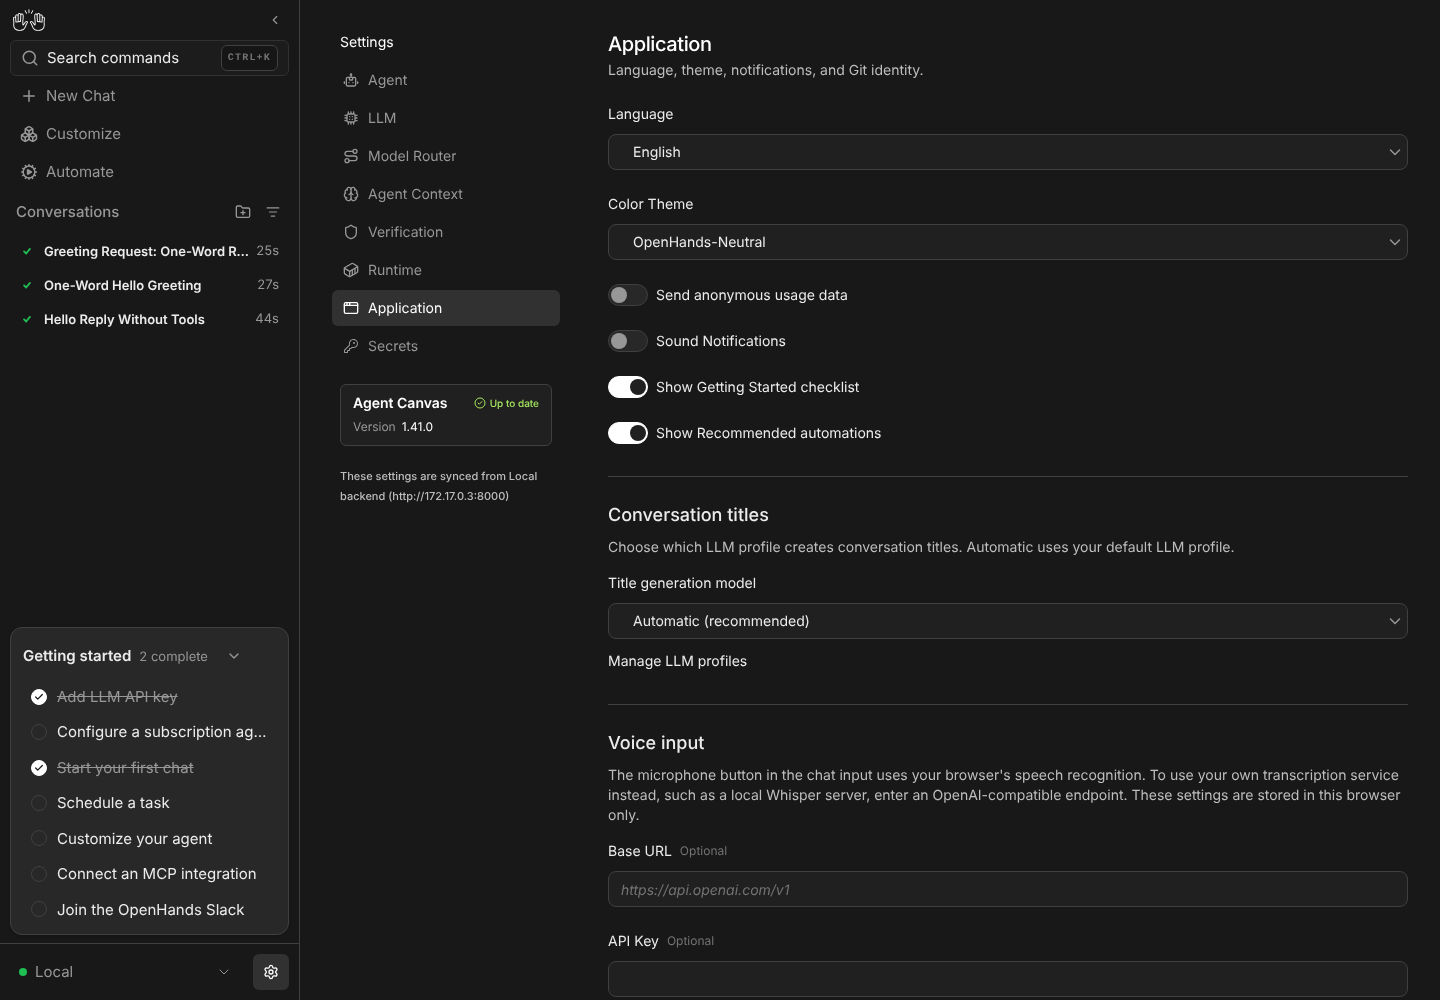 Search commands CTRL+K
New Chat
Customize
Automate
Conversations
Greeting Request: One-Word R... 25s
One-Word Hello Greeting 27s
Hello Reply Without Tools 44s
Getting started 2 complete
Add LLM API key
Configure a subscription ag...
Start your first chat
Schedule a task
Customize your agent
Connect an MCP integration
Join the OpenHands Slack
Local
Settings
Agent
LLM
Model Router
Agent Context
Verification
Runtime
Application
Secrets
Agent Canvas Up to date
Version 1.41.0
These settings are synced from Local
backend (http://172.17.0.3:8000)
Application
Language, theme, notifications, and Git identity.
Language
English
Color Theme
OpenHands-Neutral
Send anonymous usage data
Sound Notifications
Show Getting Started checklist
Show Recommended automations
Conversation titles
Choose which LLM profile creates conversation titles. Automatic uses your default LLM profile.
Title generation model
Automatic (recommended)
Manage LLM profiles
Voice input
The microphone button in the chat input uses your browser's speech recognition. To use your own transcription service
instead, such as a local Whisper server, enter an OpenAI-compatible endpoint. These settings are stored in this browser
only.
Base URL Optional
https://api.openai.com/v1
API Key Optional